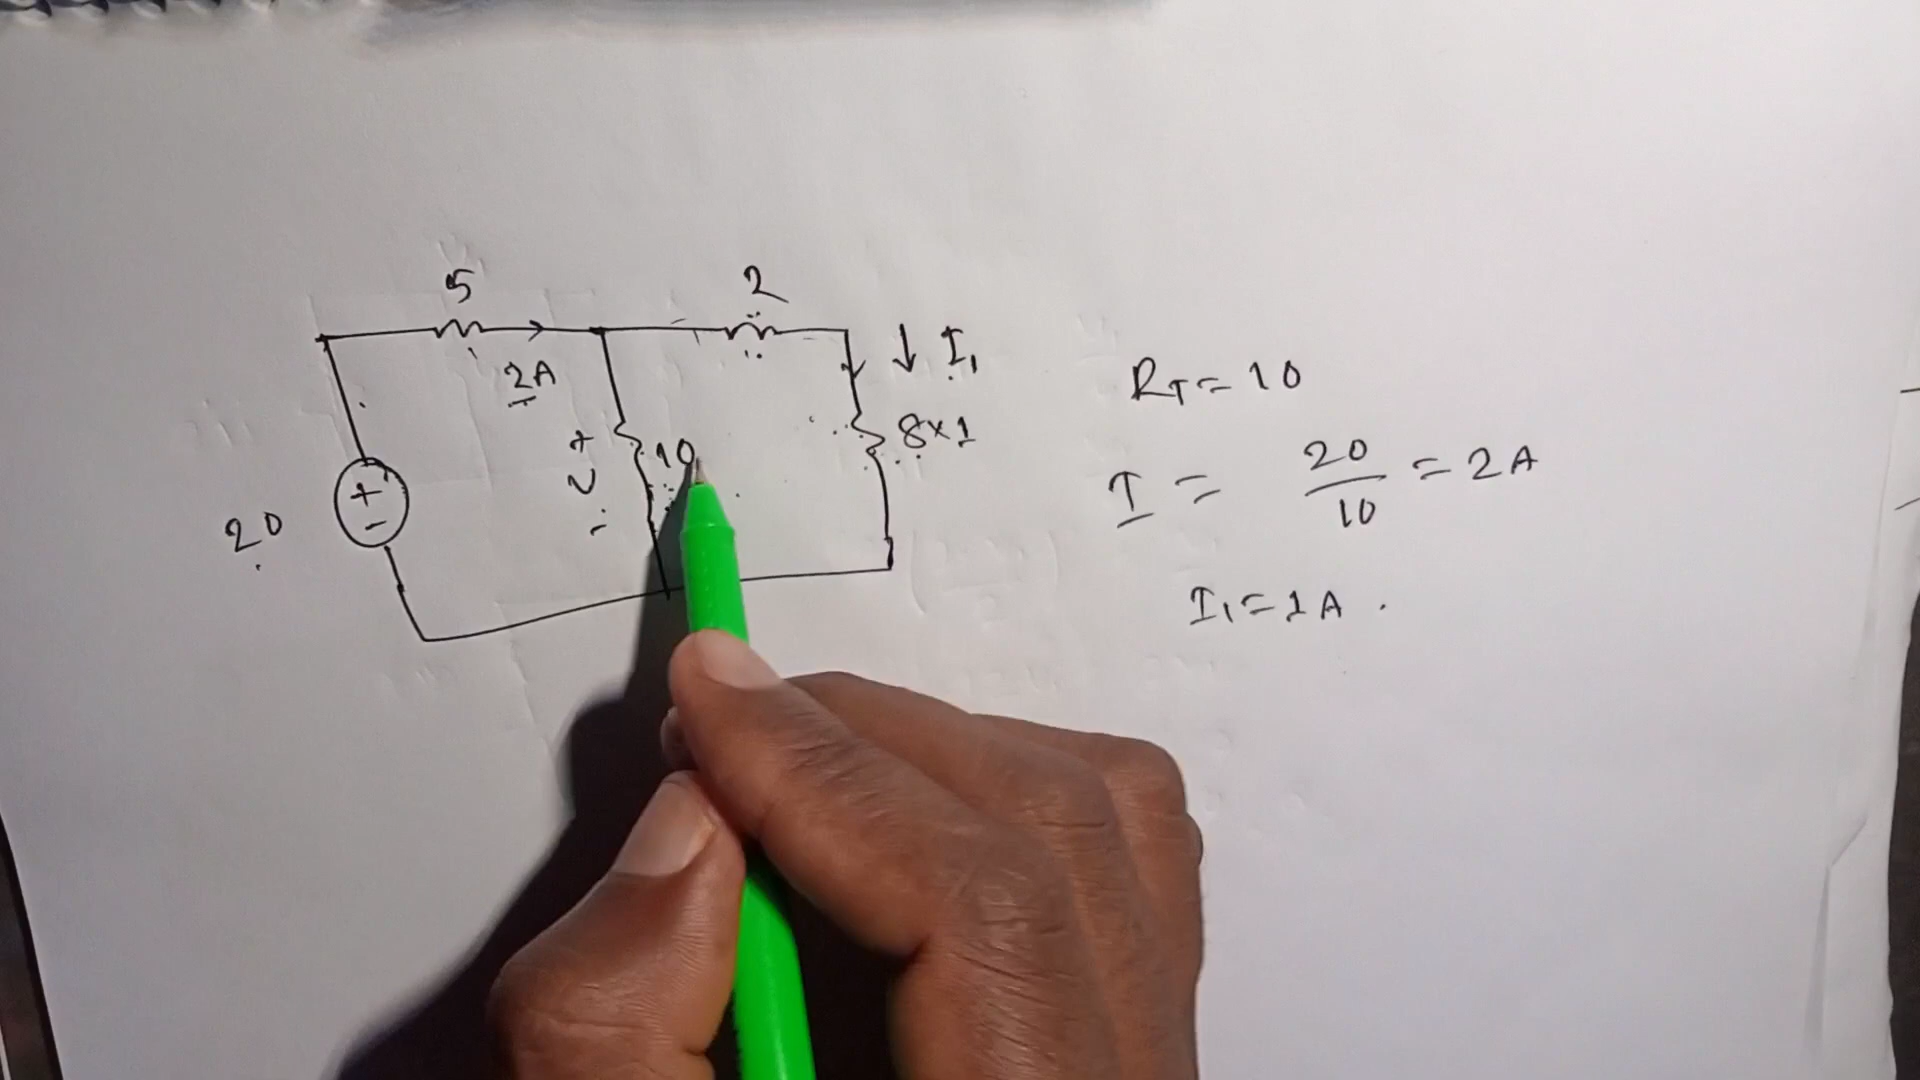 5
2
2A
↓ I₁
+
V
-
10
8×1
20
+
-
R_T = 10
I = 20/10 = 2A
I₁ = 1A.